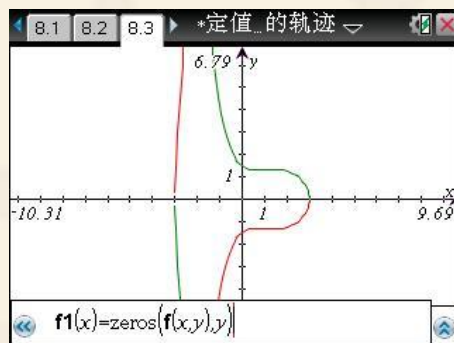 8.1 8.2 8.3 *定值_的轨迹
6.79 y
1
x
-10.31 1 9.69
f1(x)=zeros(f(x,y),y)